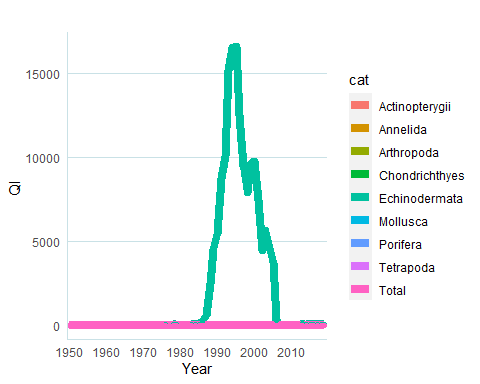 15000
10000
5000
0
QI
1950 1960 1970 1980 1990 2000 2010
Year
cat
Actinopterygii
Annelida
Arthropoda
Chondrichthyes
Echinodermata
Mollusca
Porifera
Tetrapoda
Total